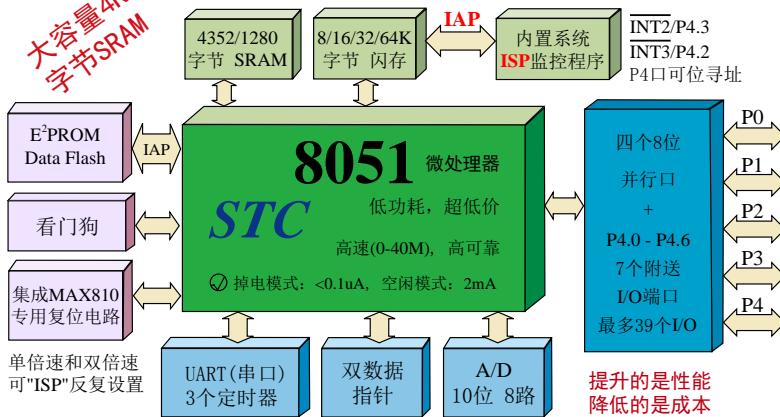 大容量4K
字节SRAM
4352/1280
字节 SRAM
8/16/32/64K
字节 闪存
IAP
内置系统
ISP监控程序
INT2/P4.3
INT3/P4.2
P4口可位寻址
E²PROM
Data Flash
IAP
看门狗
集成MAX810
专用复位电路
单倍速和双倍速
可"ISP"反复设置
8051 微处理器
STC
低功耗，超低价
高速(0-40M)，高可靠
掉电模式：<0.1uA，空闲模式：2mA
四个8位
并行口
+
P4.0 - P4.6
7个附送
I/O端口
最多39个I/O
P0
P1
P2
P3
P4
UART(串口)
3个定时器
双数据
指针
A/D
10位 8路
提升的是性能
降低的是成本